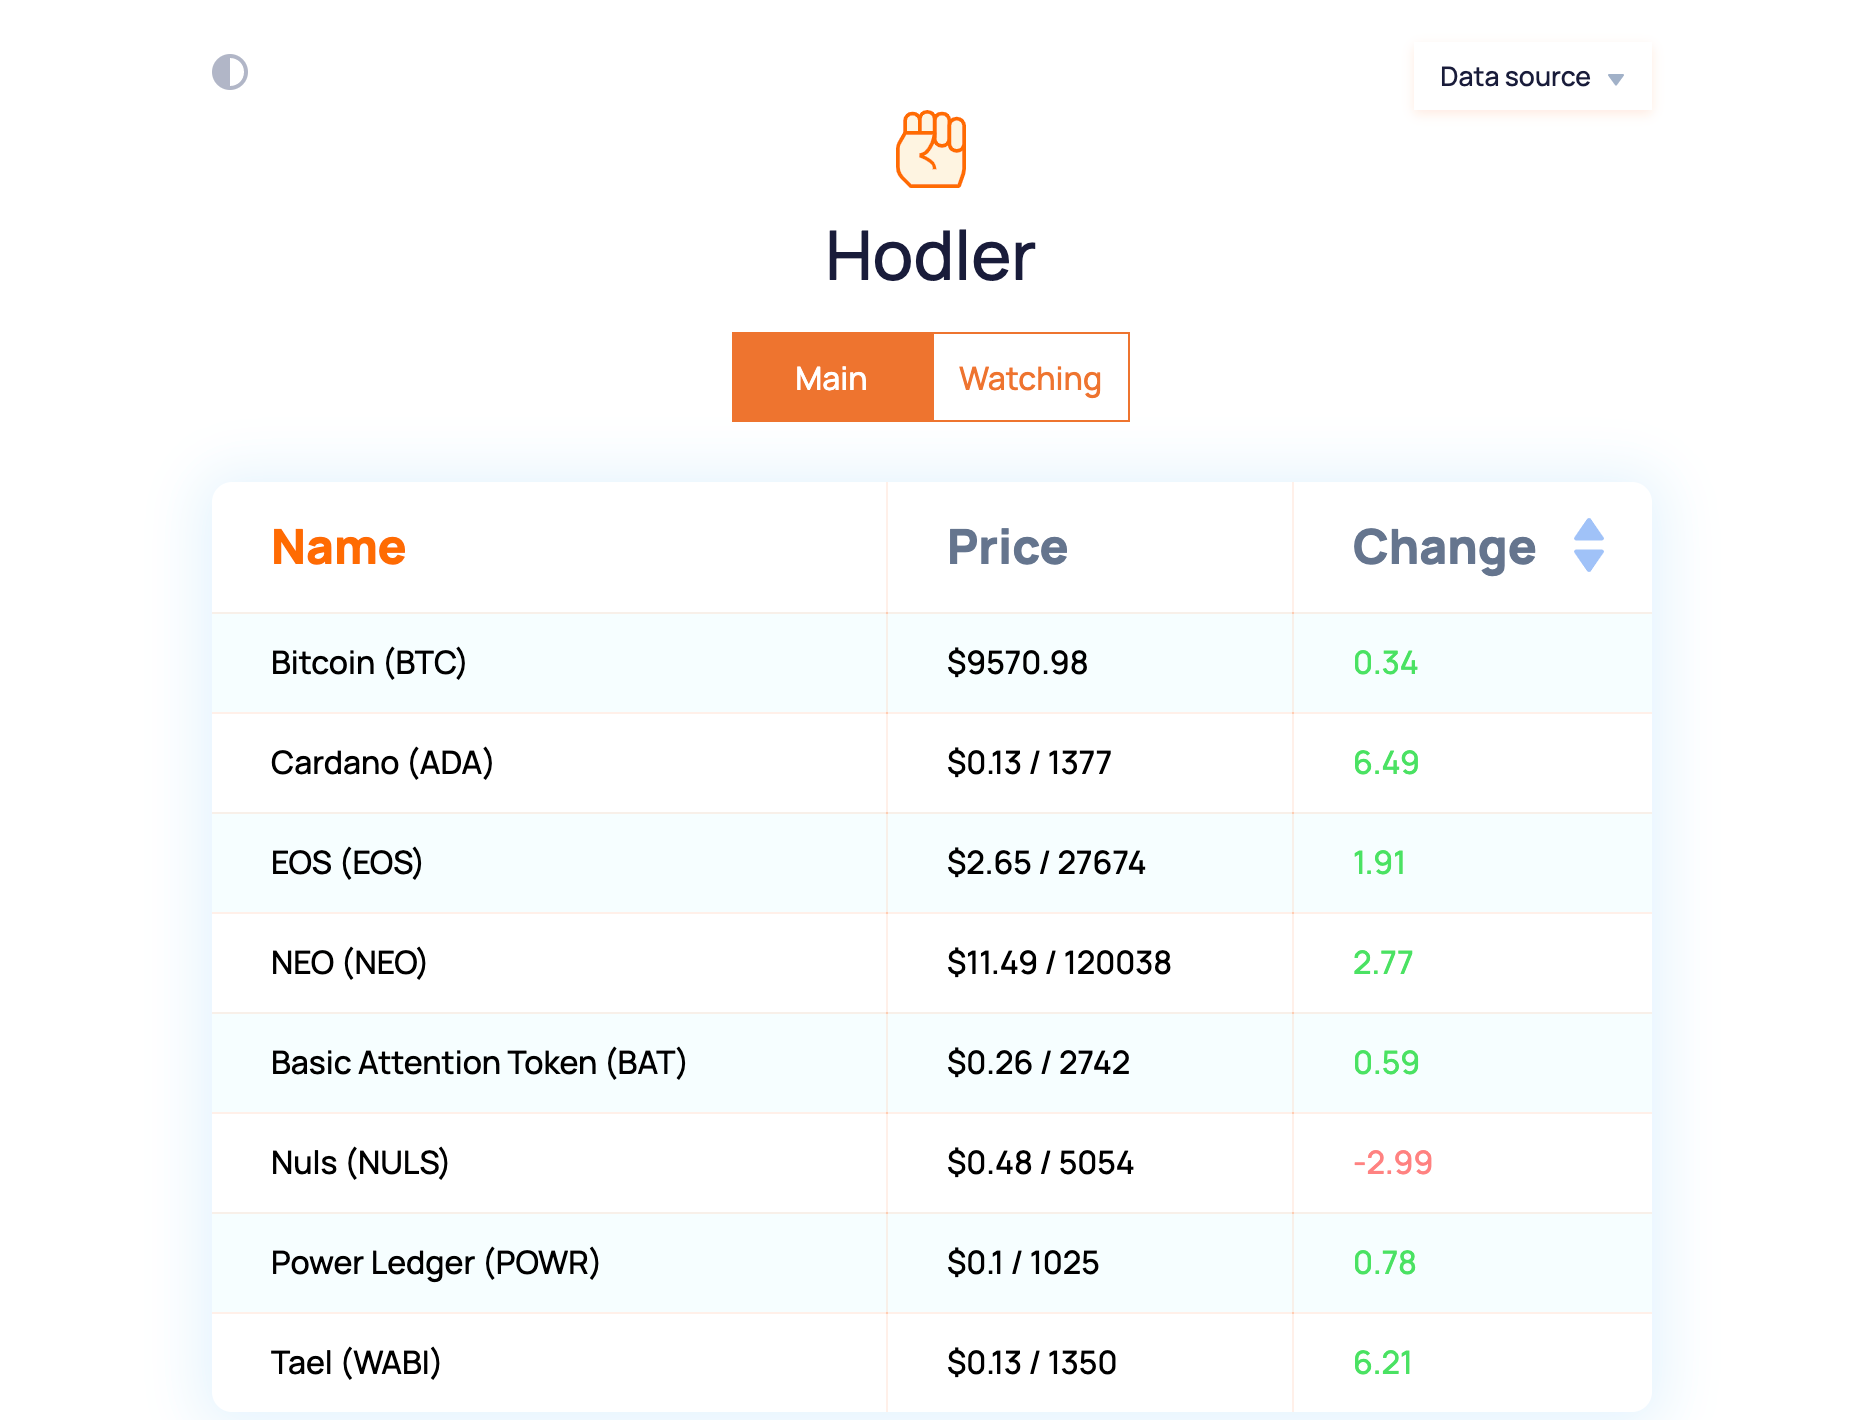 Data source
Hodler
Main Watching
Name Price Change
Bitcoin (BTC) $9570.98 0.34
Cardano (ADA) $0.13 / 1377 6.49
EOS (EOS) $2.65 / 27674 1.91
NEO (NEO) $11.49 / 120038 2.77
Basic Attention Token (BAT) $0.26 / 2742 0.59
Nuls (NULS) $0.48 / 5054 -2.99
Power Ledger (POWR) $0.1 / 1025 0.78
Tael (WABI) $0.13 / 1350 6.21